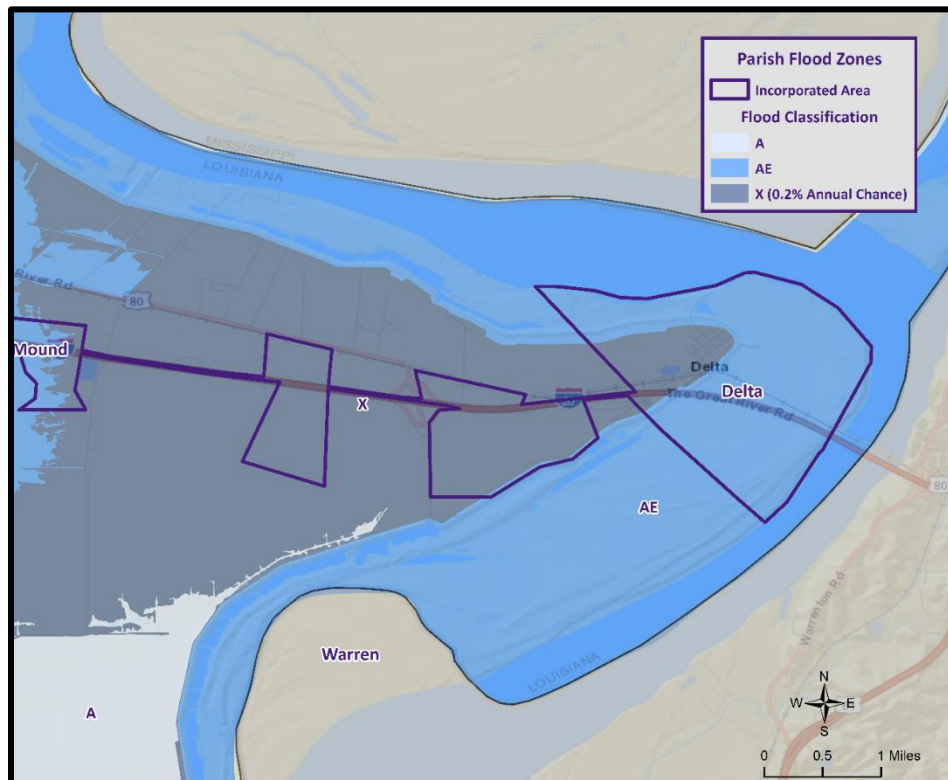 Parish Flood Zones
Incorporated Area
Flood Classification
A
AE
X (0.2% Annual Chance)
MISSISSIPPI
LOUISIANA
River Rd
80
Mound
X
Delta
Delta
The Great River Rd
80
AE
Warrenton Rd
Warren
LOUISIANA
A
N
W E
S
0 0.5 1 Miles